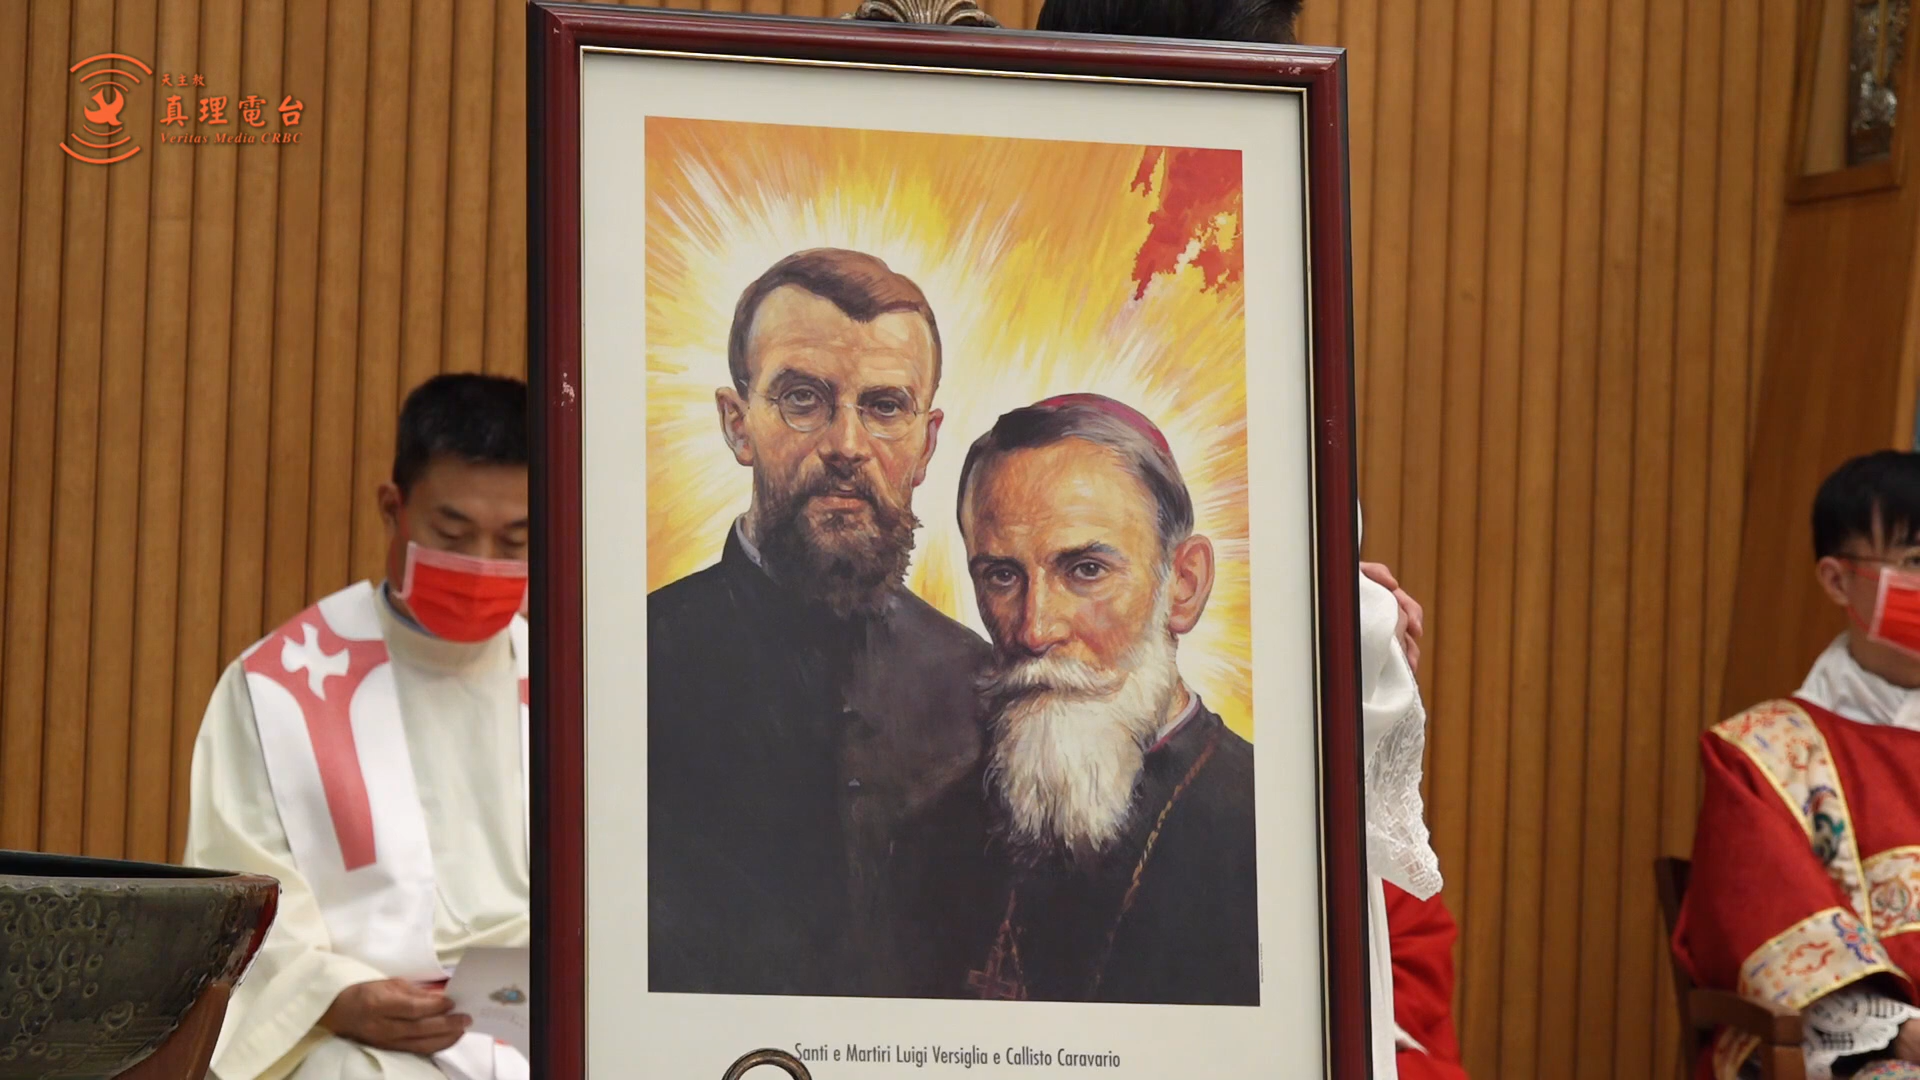 天主教
真理電台
Veritas Media CRBC
Santi e Martiri Luigi Versiglia e Callisto Caravario